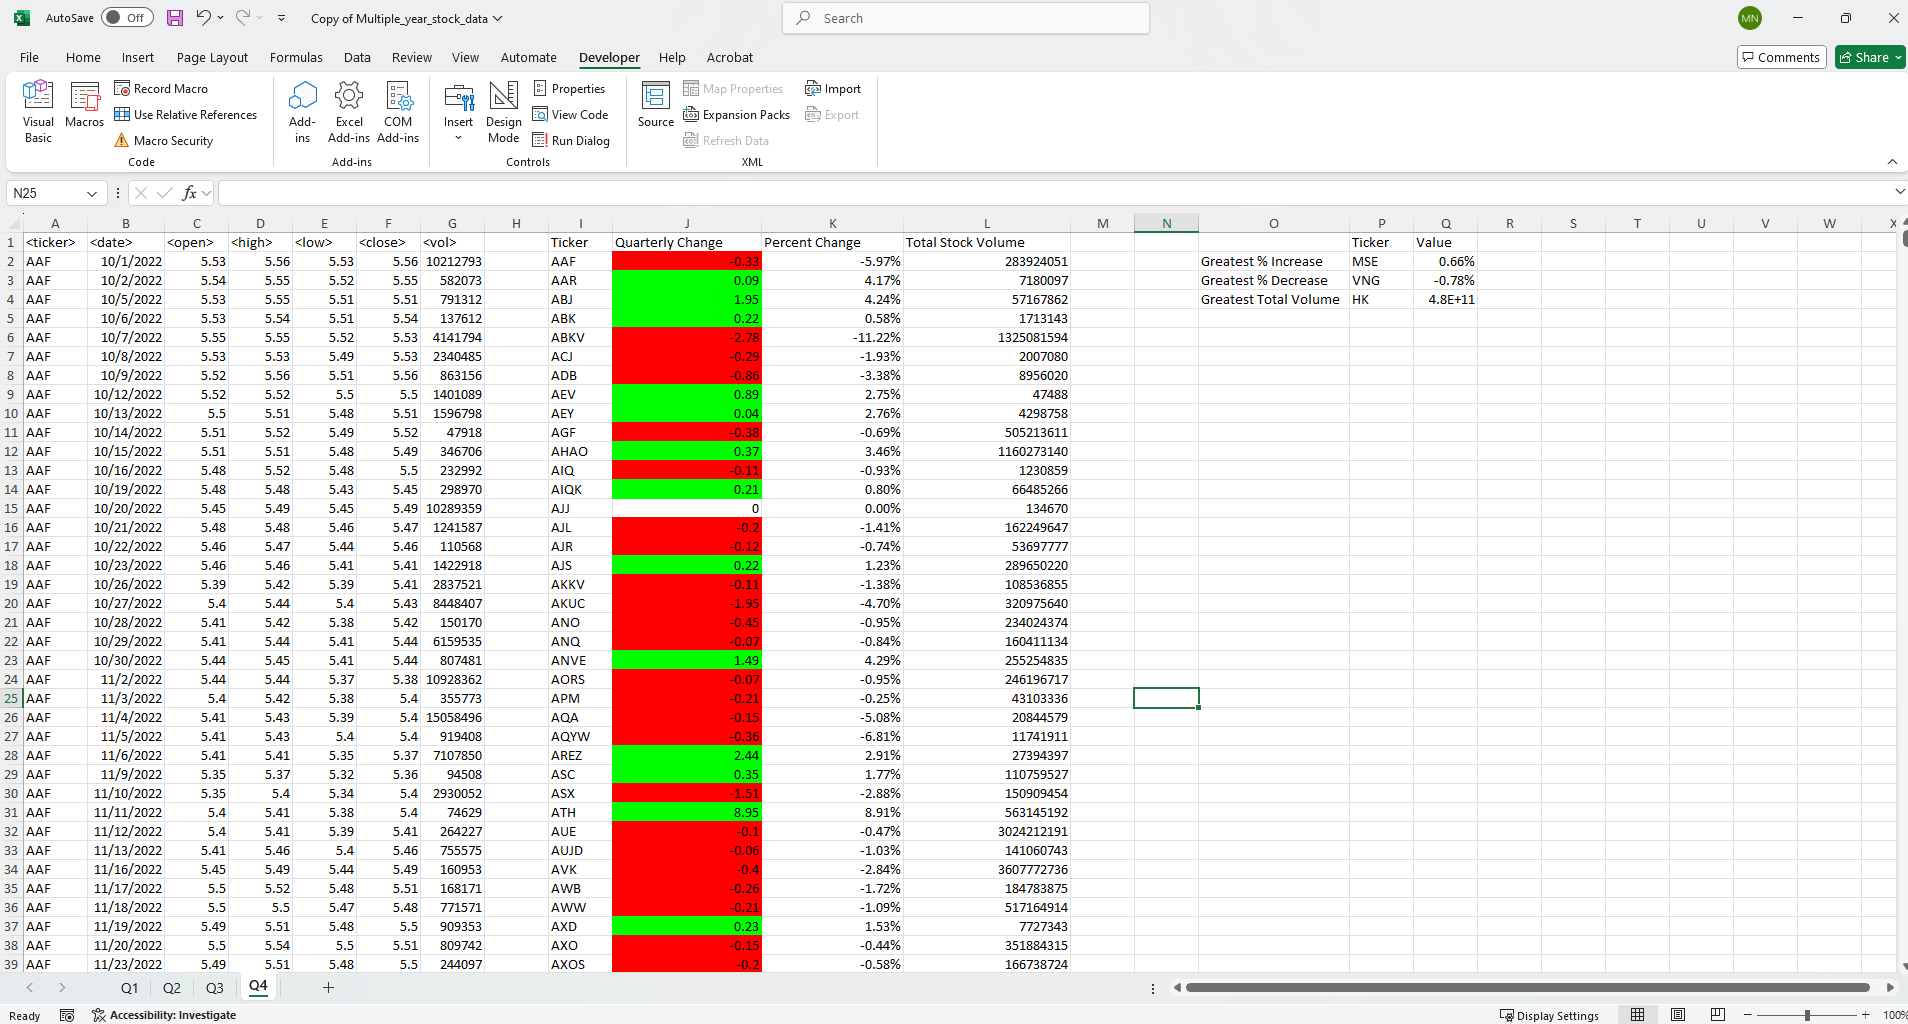 AutoSave Off Copy of Multiple_year_stock_data Search MN
File Home Insert Page Layout Formulas Data Review View Automate Developer Help Acrobat Comments Share
Visual Basic Macros Record Macro Use Relative References Macro Security Add-ins Excel Add-ins COM Add-ins Insert Design Mode Properties View Code Run Dialog Source Map Properties Expansion Packs Refresh Data Import Export
Code Add-ins Controls XML
N25 fx
A B C D E F G H I J K L M N O P Q R S T U V W X
1 <ticker> <date> <open> <high> <low> <close> <vol> Ticker Quarterly Change Percent Change Total Stock Volume Ticker Value
2 AAF 10/1/2022 5.53 5.56 5.53 5.56 10212793 AAF -0.33 -5.97% 283924051 Greatest % Increase MSE 0.66%
3 AAF 10/2/2022 5.54 5.55 5.52 5.55 582073 AAR 0.09 4.17% 7180097 Greatest % Decrease VNG -0.78%
4 AAF 10/5/2022 5.53 5.55 5.51 5.51 791312 ABJ 1.95 4.24% 57167862 Greatest Total Volume HK 4.8E+11
5 AAF 10/6/2022 5.53 5.54 5.51 5.54 137612 ABK 0.22 0.58% 1713143
6 AAF 10/7/2022 5.55 5.55 5.52 5.53 4141794 ABKV -2.78 -11.22% 1325081594
7 AAF 10/8/2022 5.53 5.53 5.49 5.53 2340485 ACJ -0.29 -1.93% 2007080
8 AAF 10/9/2022 5.52 5.56 5.51 5.56 863156 ADB -0.86 -3.38% 8956020
9 AAF 10/12/2022 5.52 5.52 5.5 5.5 1401089 AEV 0.89 2.75% 47488
10 AAF 10/13/2022 5.5 5.51 5.48 5.51 1596798 AEY 0.04 2.76% 4298758
11 AAF 10/14/2022 5.51 5.52 5.49 5.52 47918 AGF -0.38 -0.69% 505213611
12 AAF 10/15/2022 5.51 5.51 5.48 5.49 346706 AHAO 0.37 3.46% 1160273140
13 AAF 10/16/2022 5.48 5.52 5.48 5.5 232992 AIQ -0.11 -0.93% 1230859
14 AAF 10/19/2022 5.48 5.48 5.43 5.45 298970 AIQK 0.21 0.80% 66485266
15 AAF 10/20/2022 5.45 5.49 5.45 5.49 10289359 AJJ 0 0.00% 134670
16 AAF 10/21/2022 5.48 5.48 5.46 5.47 1241587 AJL -0.2 -1.41% 162249647
17 AAF 10/22/2022 5.46 5.47 5.44 5.46 110568 AJR -0.12 -0.74% 53697777
18 AAF 10/23/2022 5.46 5.46 5.41 5.41 1422918 AJS 0.22 1.23% 289650220
19 AAF 10/26/2022 5.39 5.42 5.39 5.41 2837521 AKKV -0.11 -1.38% 108536855
20 AAF 10/27/2022 5.4 5.44 5.4 5.43 8448407 AKUC -1.95 -4.70% 320975640
21 AAF 10/28/2022 5.41 5.42 5.38 5.42 150170 ANO -0.45 -0.95% 234024374
22 AAF 10/29/2022 5.41 5.44 5.41 5.44 6159535 ANQ -0.07 -0.84% 160411134
23 AAF 10/30/2022 5.44 5.45 5.41 5.44 807481 ANVE 1.49 4.29% 255254835
24 AAF 11/2/2022 5.44 5.44 5.37 5.38 10928362 AORS -0.07 -0.95% 246196717
25 AAF 11/3/2022 5.4 5.42 5.38 5.4 355773 APM -0.21 -0.25% 43103336
26 AAF 11/4/2022 5.41 5.43 5.39 5.4 15058496 AQA -0.15 -5.08% 20844579
27 AAF 11/5/2022 5.41 5.43 5.4 5.4 919408 AQYW -0.36 -6.81% 11741911
28 AAF 11/6/2022 5.41 5.41 5.35 5.37 7107850 AREZ 2.44 2.91% 27394397
29 AAF 11/9/2022 5.35 5.37 5.32 5.36 94508 ASC 0.35 1.77% 110759527
30 AAF 11/10/2022 5.35 5.4 5.34 5.4 2930052 ASX -1.51 -2.88% 150909454
31 AAF 11/11/2022 5.4 5.41 5.38 5.4 74629 ATH 8.95 8.91% 563145192
32 AAF 11/12/2022 5.4 5.41 5.39 5.41 264227 AUE -0.1 -0.47% 3024212191
33 AAF 11/13/2022 5.41 5.46 5.4 5.46 755575 AUJD -0.06 -1.03% 141060743
34 AAF 11/16/2022 5.45 5.49 5.44 5.49 160953 AVK -0.4 -2.84% 3607772736
35 AAF 11/17/2022 5.5 5.52 5.48 5.51 168171 AWB -0.26 -1.72% 184783875
36 AAF 11/18/2022 5.5 5.5 5.47 5.48 771571 AWW -0.21 -1.09% 517164914
37 AAF 11/19/2022 5.49 5.51 5.48 5.5 909353 AXD 0.23 1.53% 7727343
38 AAF 11/20/2022 5.5 5.54 5.5 5.51 809742 AXO -0.15 -0.44% 351884315
39 AAF 11/23/2022 5.49 5.51 5.48 5.5 244097 AXOS -0.2 -0.58% 166738724
Q1 Q2 Q3 Q4
Ready Accessibility: Investigate Display Settings 100%